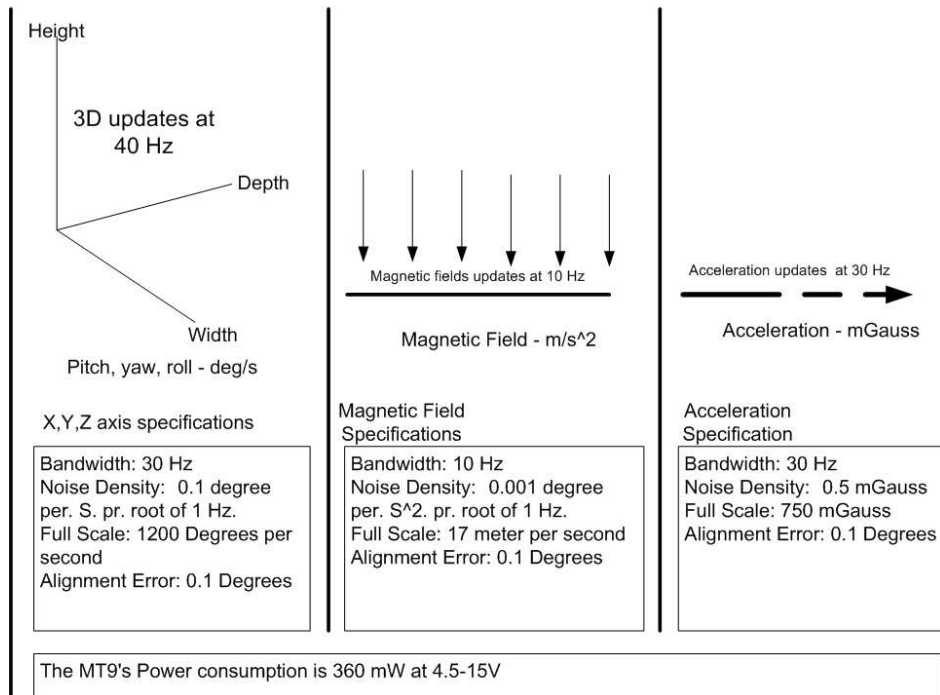 Height
3D updates at
40 Hz
Depth
Width
Pitch, yaw, roll - deg/s
X,Y,Z axis specifications
Bandwidth: 30 Hz
Noise Density: 0.1 degree
per. S. pr. root of 1 Hz.
Full Scale: 1200 Degrees per
second
Alignment Error: 0.1 Degrees
Magnetic fields updates at 10 Hz
Magnetic Field - m/s^2
Magnetic Field
Specifications
Bandwidth: 10 Hz
Noise Density: 0.001 degree
per. S^2. pr. root of 1 Hz.
Full Scale: 17 meter per second
Alignment Error: 0.1 Degrees
Acceleration updates at 30 Hz
Acceleration - mGauss
Acceleration
Specification
Bandwidth: 30 Hz
Noise Density: 0.5 mGauss
Full Scale: 750 mGauss
Alignment Error: 0.1 Degrees
The MT9's Power consumption is 360 mW at 4.5-15V